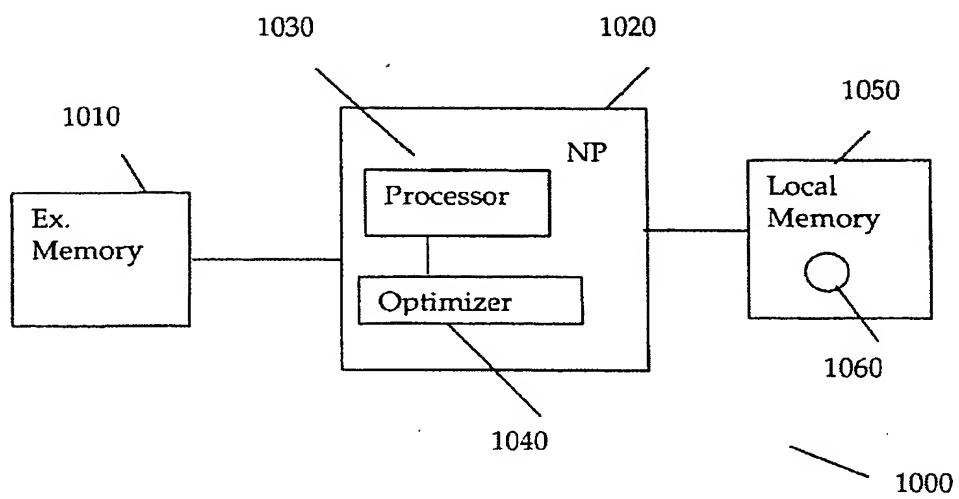 1030
1020
1010
1050
NP
Processor
Ex.
Memory
Local
Memory
Optimizer
1060
1040
1000